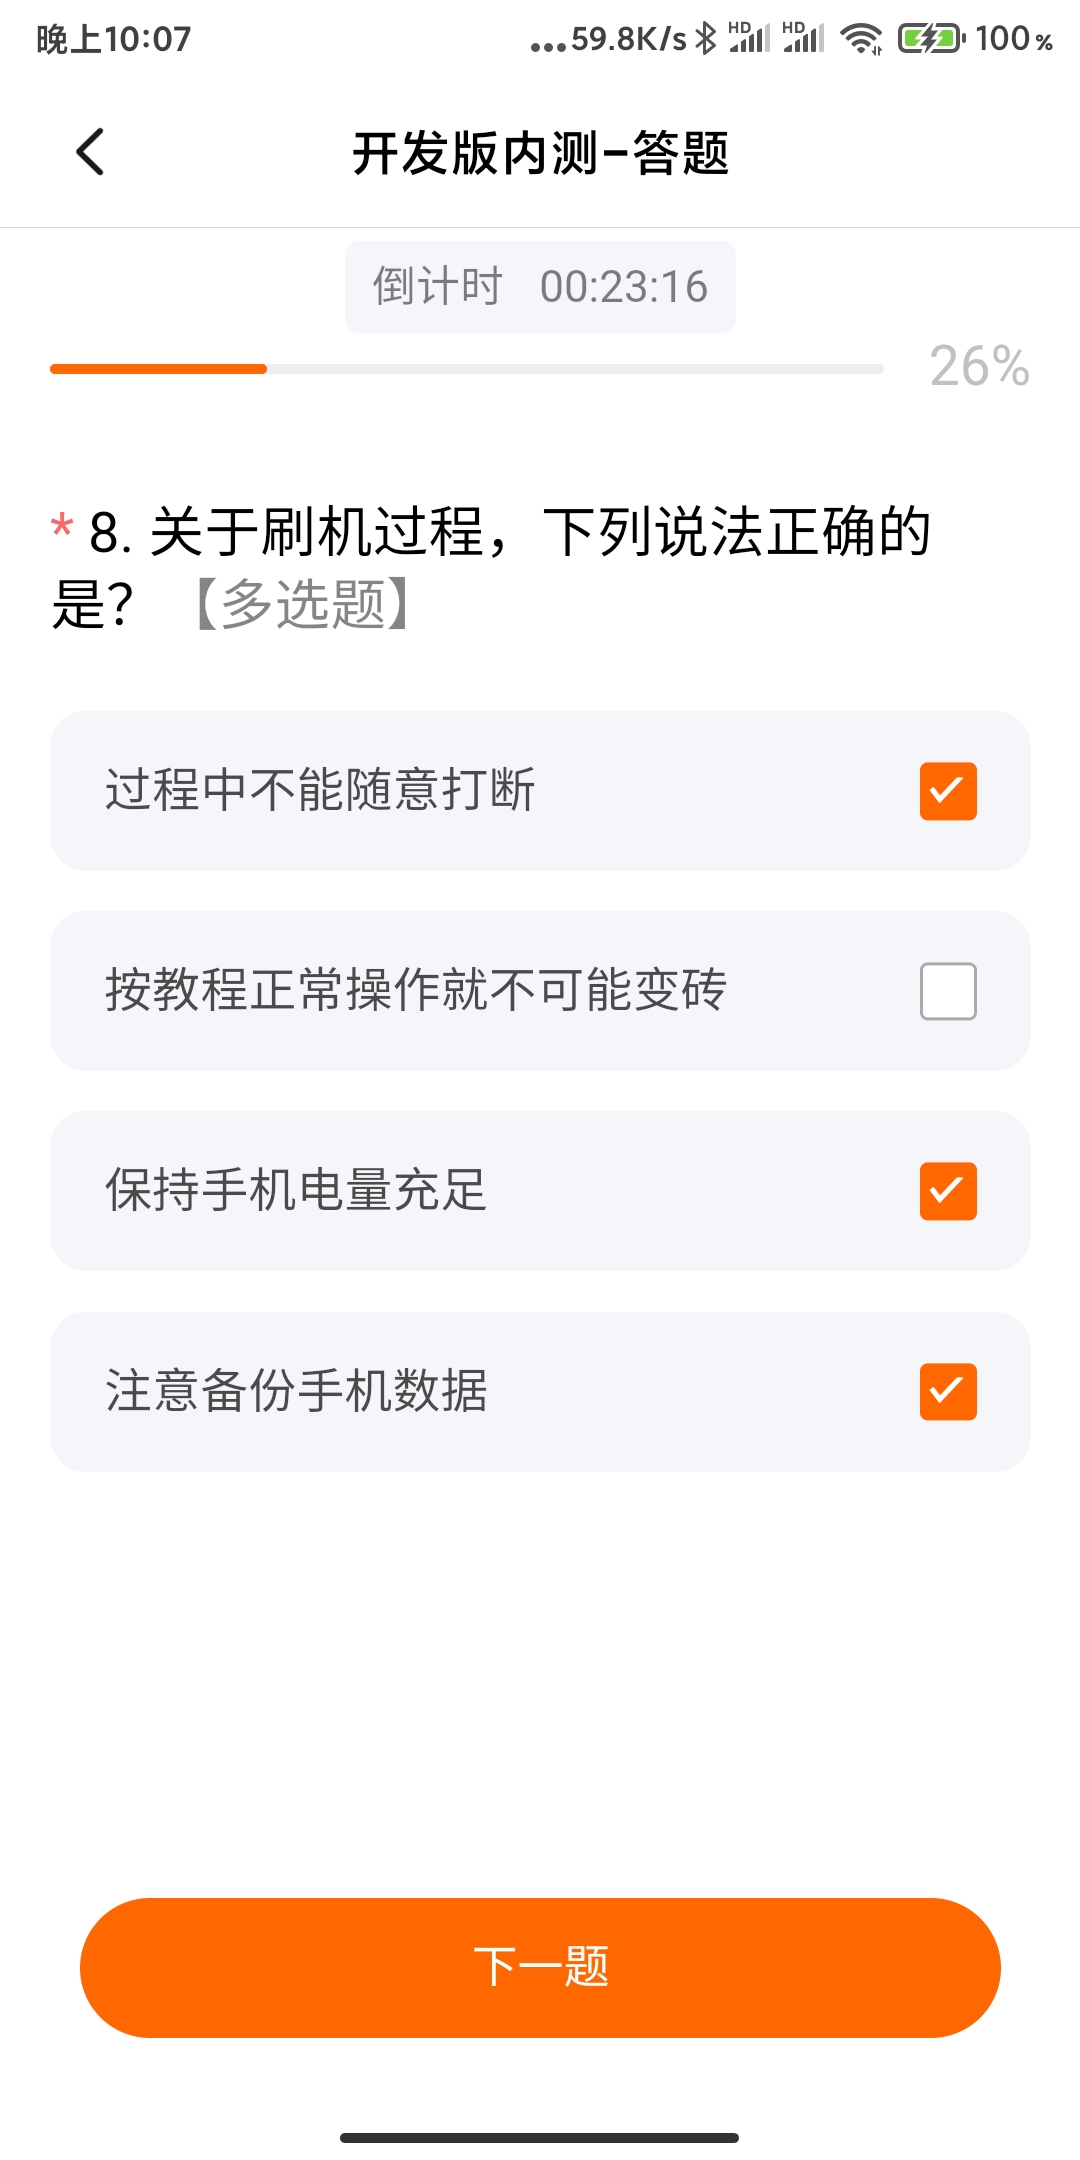 晚上10:07 ...59.8K/s HD HD 100%
开发版内测-答题
倒计时 00:23:16
26%
* 8. 关于刷机过程，下列说法正确的
是？【多选题】
过程中不能随意打断
按教程正常操作就不可能变砖
保持手机电量充足
注意备份手机数据
下一题